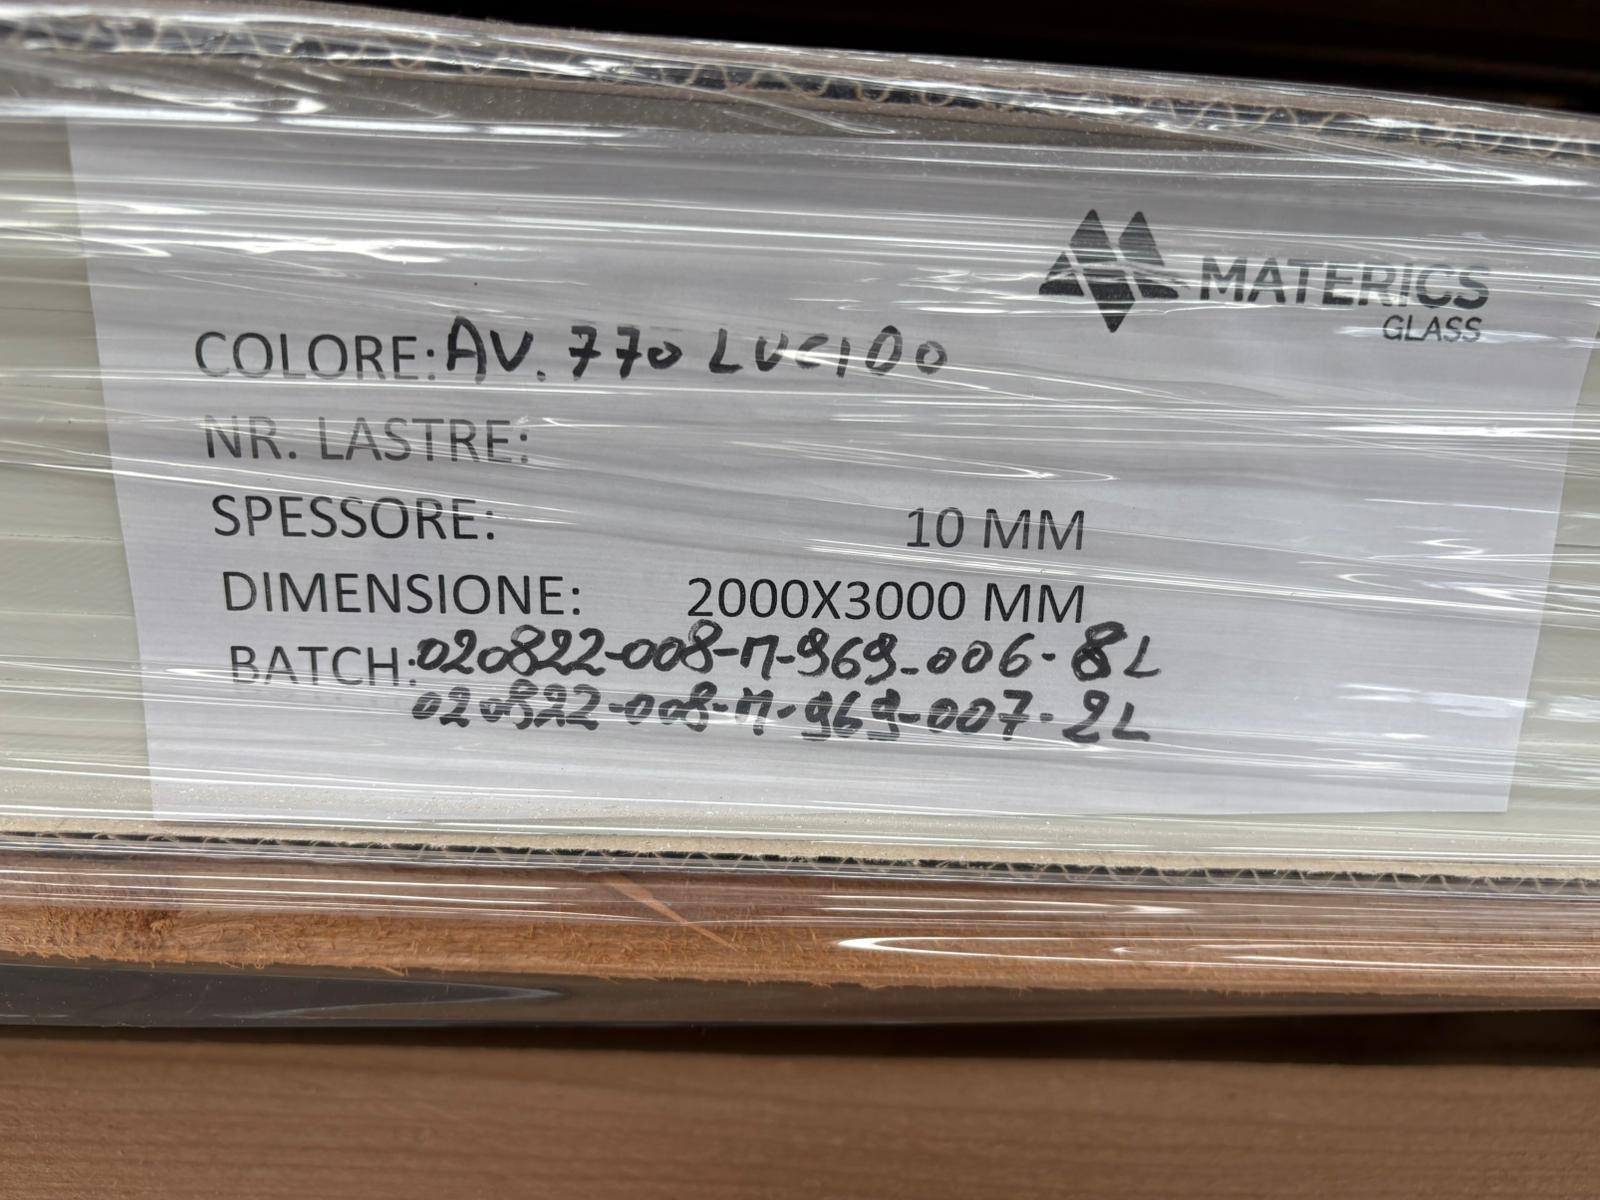 MATERICS
GLASS
COLORE: AV. 770 LUCIDO
NR. LASTRE:
SPESSORE: 10 MM
DIMENSIONE: 2000X3000 MM
BATCH: 020822-008-M-969-006-8L
020822-008-M-969-007-2L